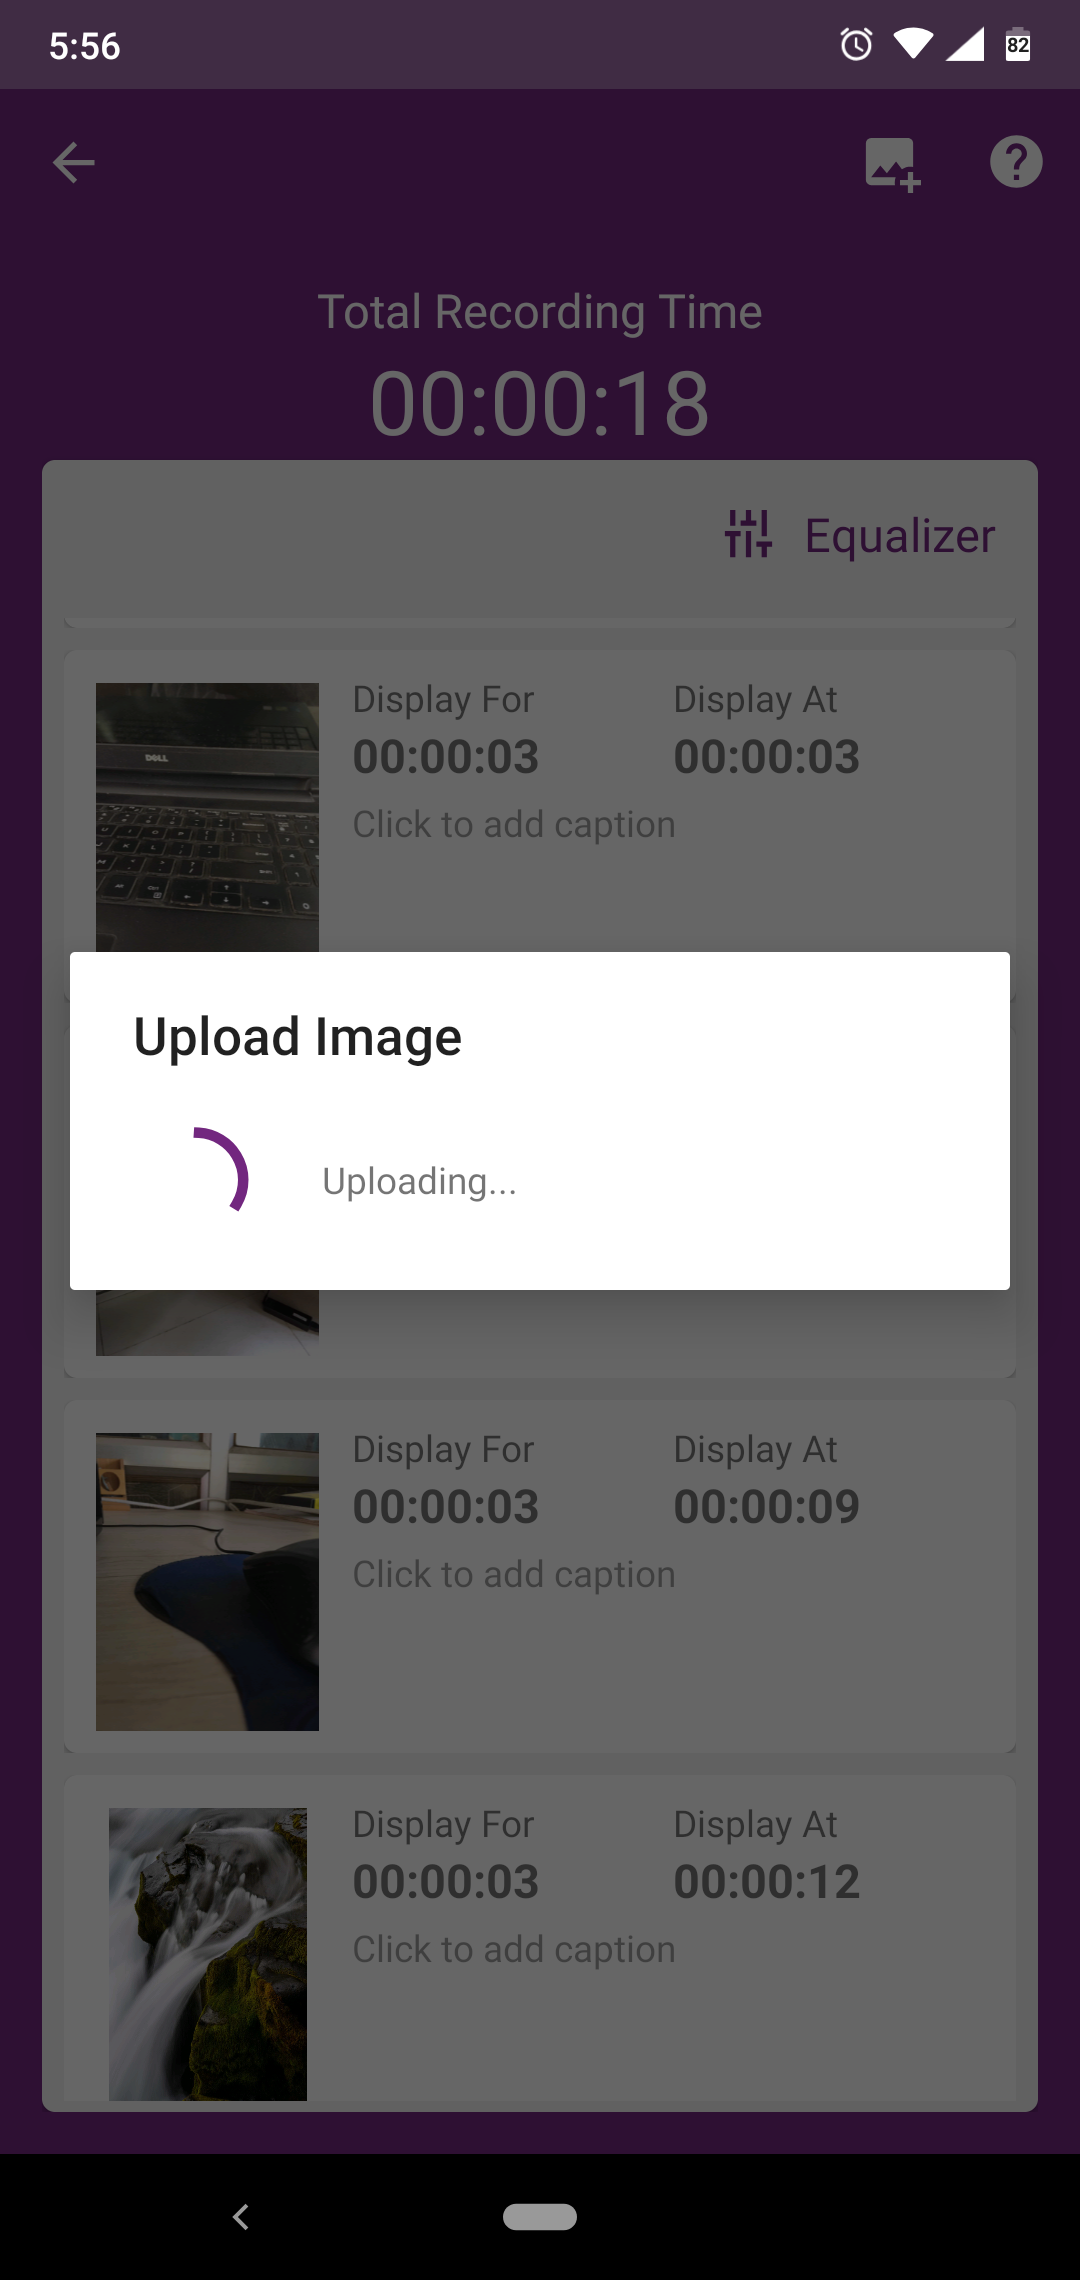 5:56
82
Total Recording Time
00:00:18
Equalizer
Display For
Display At
00:00:03
00:00:03
Click to add caption
DELL
Upload Image
Uploading...
Display For
Display At
00:00:03
00:00:09
Click to add caption
Display For
Display At
00:00:03
00:00:12
Click to add caption